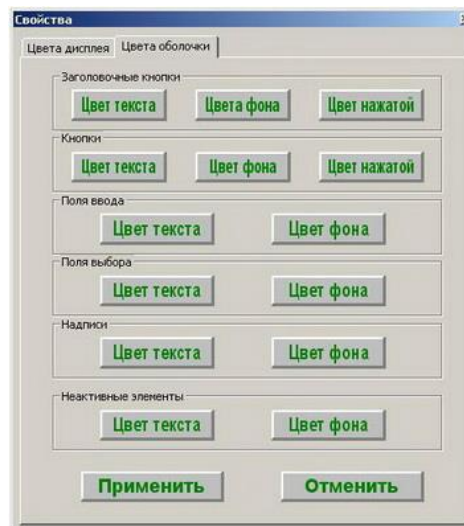 Свойства
Цвета дисплея Цвета оболочки
Заголовочные кнопки
Цвет текста Цвета фона Цвет нажатой
Кнопки
Цвет текста Цвет фона Цвет нажатой
Поля ввода
Цвет текста Цвет фона
Поля выбора
Цвет текста Цвет фона
Надписи
Цвет текста Цвет фона
Неактивные элементы
Цвет текста Цвет фона
Применить Отменить